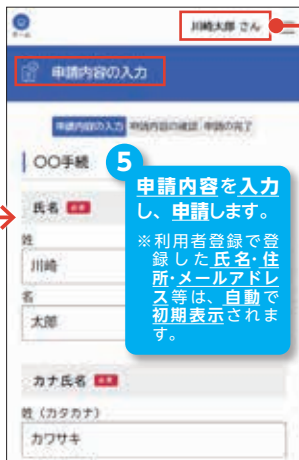 川崎太郎 さん
ホーム
申請内容の入力
申請内容の入力 申請内容の確認 申請の完了
〇〇手続
5
申請内容を入力
し、申請します。
※利用者登録で登
録した氏名・住
所・メールアドレ
ス等は、自動で
初期表示されま
す。
氏名 必須
姓
川崎
名
太郎
カナ氏名 必須
姓（カタカナ）
カワサキ